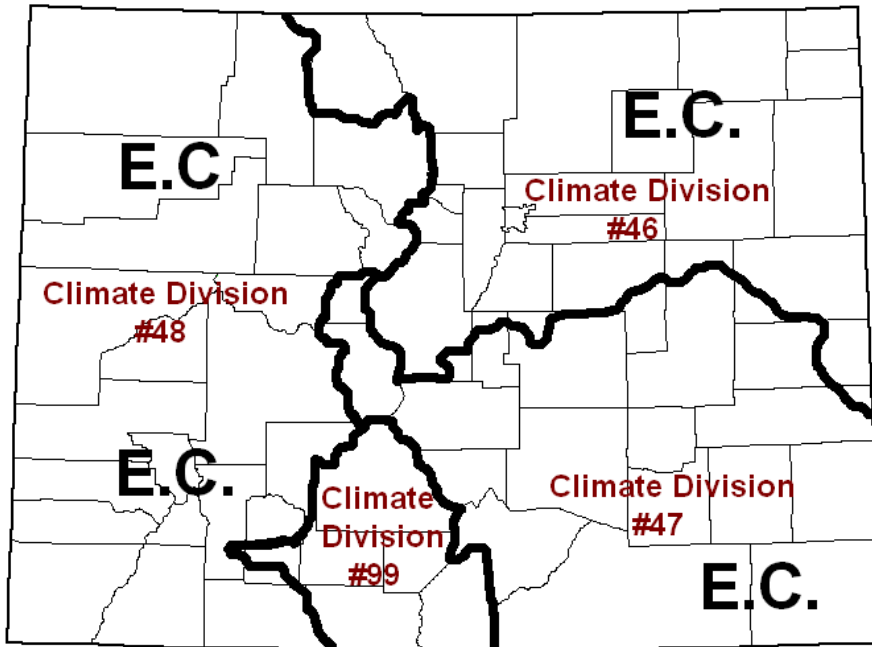 E.C.
E.C
Climate Division
#46
Climate Division
#48
E.C.
Climate
Division
#99
Climate Division
#47
E.C.